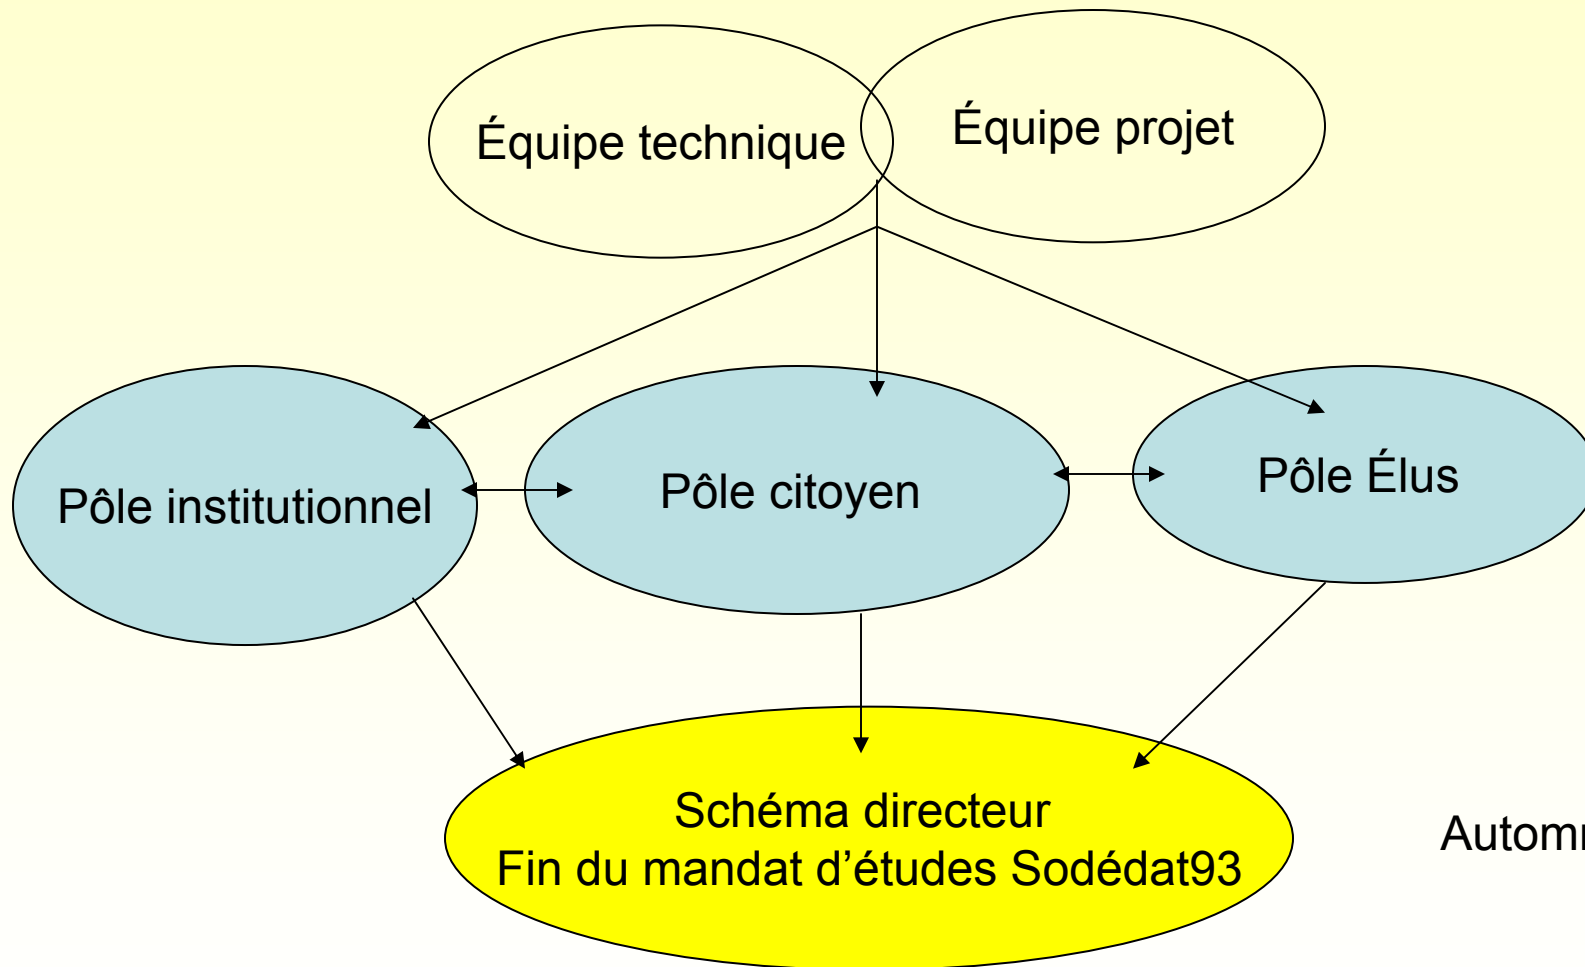 Équipe technique
Équipe projet
Pôle institutionnel
Pôle citoyen
Pôle Élus
Schéma directeur
Fin du mandat d’études Sodédat93